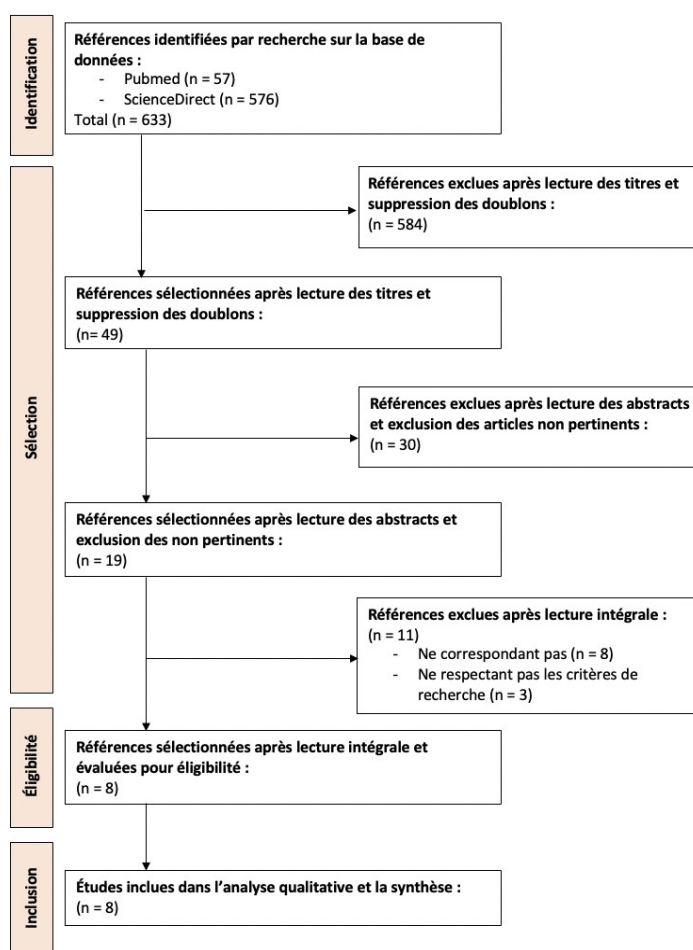 Identification
Références identifiées par recherche sur la base de
données :
- Pubmed (n = 57)
- ScienceDirect (n = 576)
Total (n = 633)
Sélection
Références exclues après lecture des titres et
suppression des doublons :
(n = 584)
Références sélectionnées après lecture des titres et
suppression des doublons :
(n= 49)
Références exclues après lecture des abstracts
et exclusion des articles non pertinents :
(n = 30)
Références sélectionnées après lecture des abstracts et
exclusion des non pertinents :
(n = 19)
Références exclues après lecture intégrale :
(n = 11)
- Ne correspondant pas (n = 8)
- Ne respectant pas les critères de
recherche (n = 3)
Éligibilité
Références sélectionnées après lecture intégrale et
évaluées pour éligibilité :
(n = 8)
Inclusion
Études inclues dans l’analyse qualitative et la synthèse :
(n = 8)